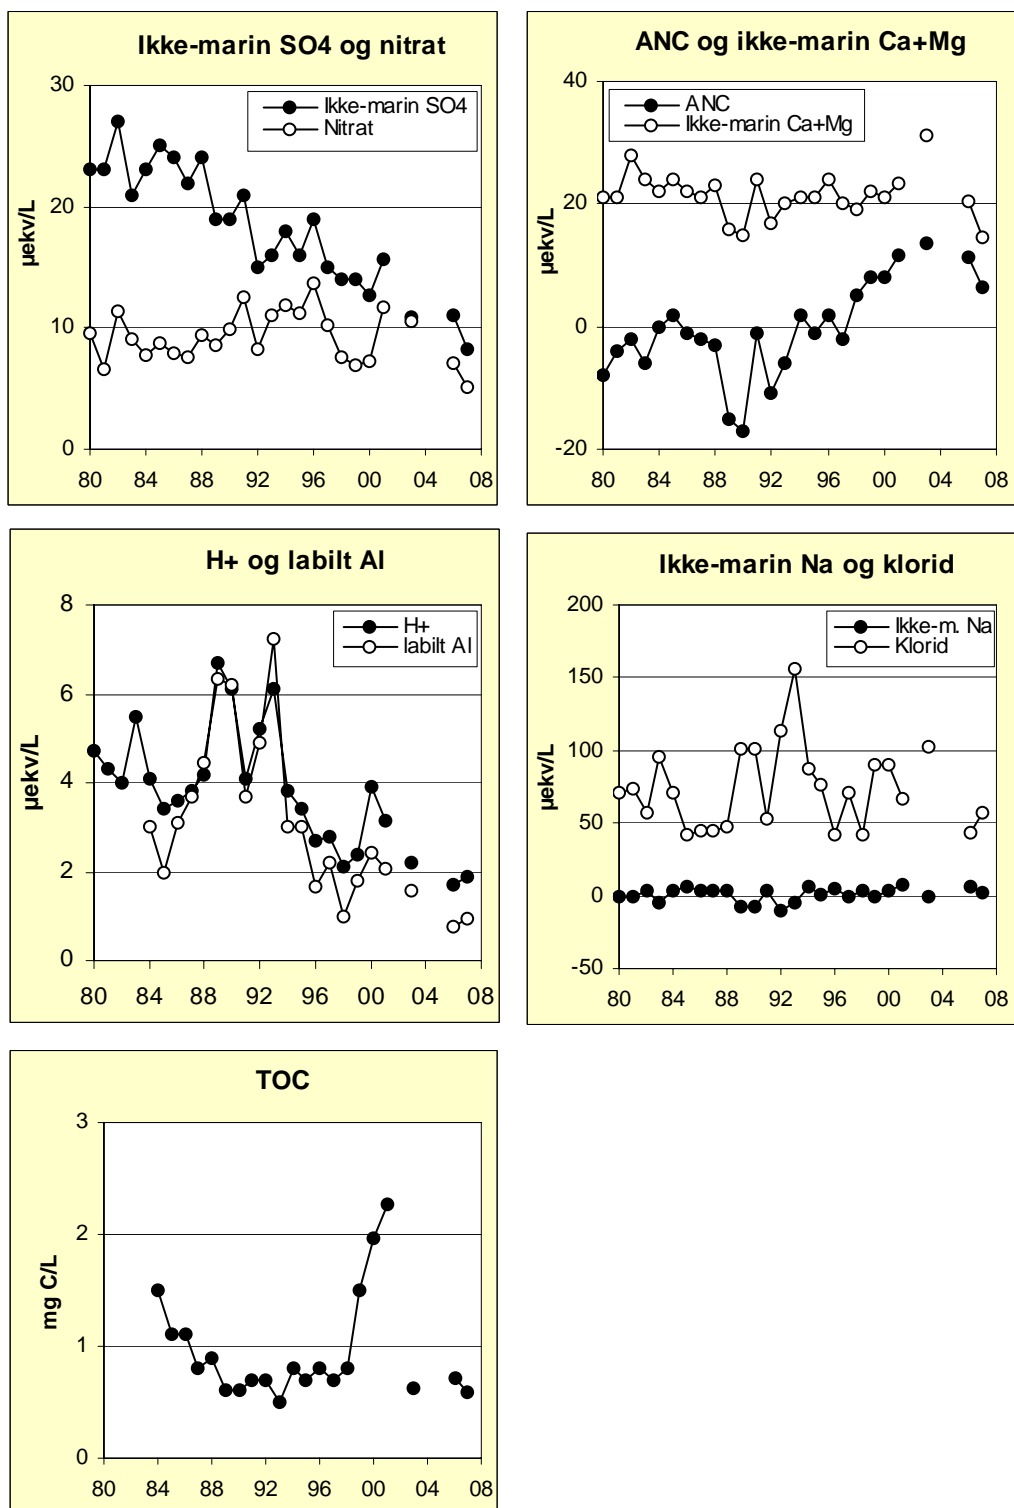 Ikke-marin SO4 og nitrat
30
20
10
0
µekv/L
Ikke-marin SO4
Nitrat
80 84 88 92 96 00 04 08
ANC og ikke-marin Ca+Mg
40
20
0
-20
µekv/L
ANC
Ikke-marin Ca+Mg
80 84 88 92 96 00 04 08
H+ og labilt Al
8
6
4
2
0
µekv/L
H+
labilt Al
80 84 88 92 96 00 04 08
Ikke-marin Na og klorid
200
150
100
50
0
-50
µekv/L
Ikke-m. Na
Klorid
80 84 88 92 96 00 04 08
TOC
3
2
1
0
mg C/L
80 84 88 92 96 00 04 08